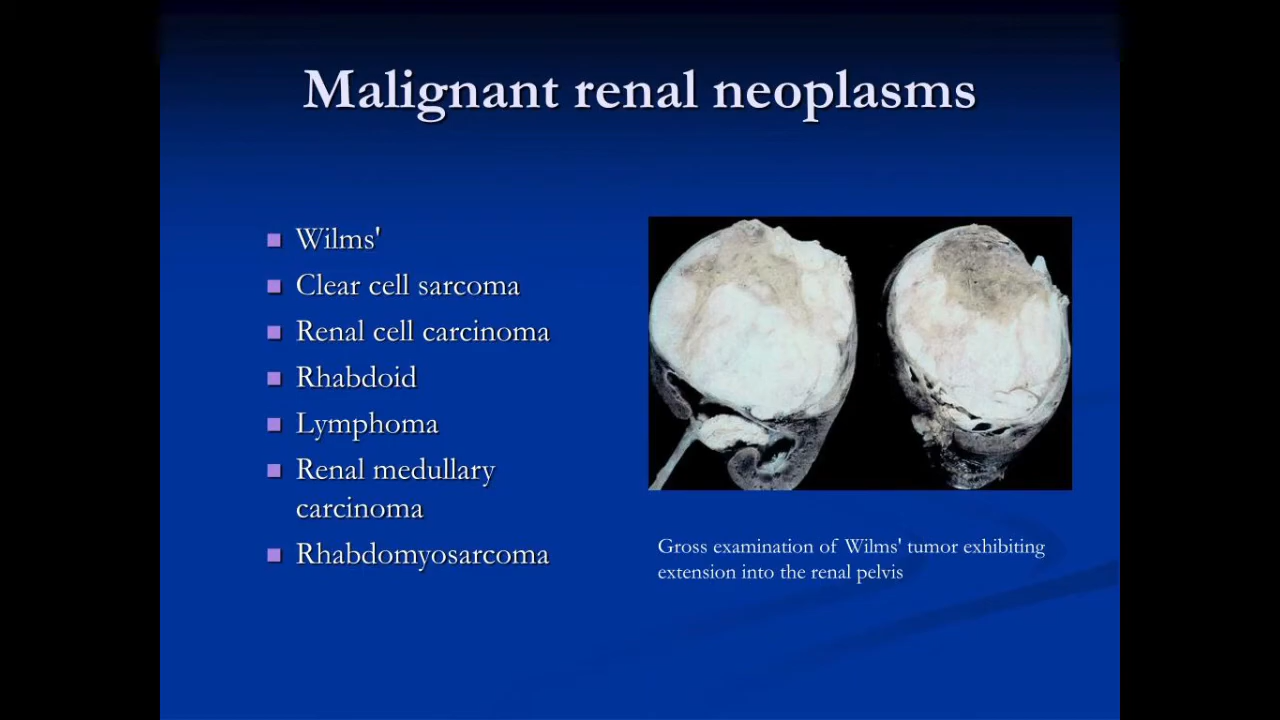 Malignant renal neoplasms
Wilms'
Clear cell sarcoma
Renal cell carcinoma
Rhabdoid
Lymphoma
Renal medullary
carcinoma
Rhabdomyosarcoma
Gross examination of Wilms' tumor exhibiting
extension into the renal pelvis